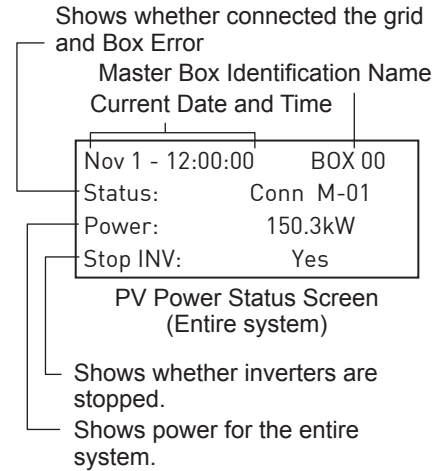 Shows whether connected the grid
and Box Error
Master Box Identification Name
Current Date and Time
Nov 1 - 12:00:00 BOX 00
Status: Conn M-01
Power: 150.3kW
Stop INV: Yes
PV Power Status Screen
(Entire system)
Shows whether inverters are
stopped.
Shows power for the entire
system.